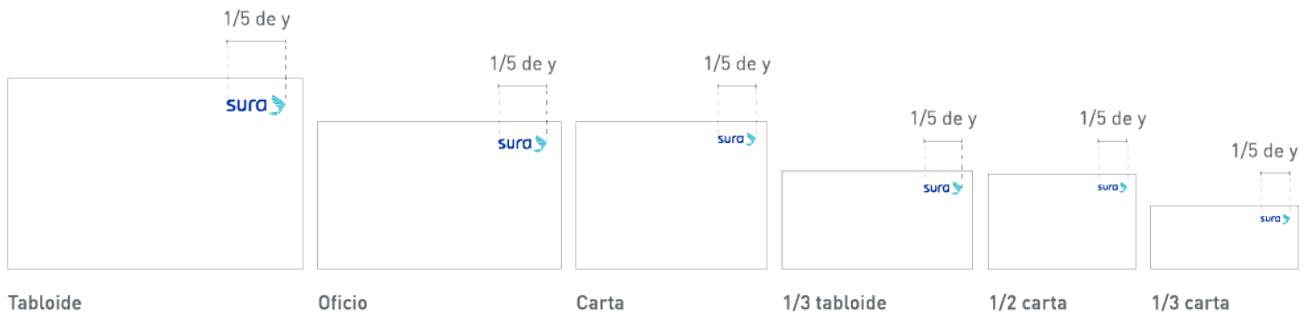 1/5 de y
1/5 de y
1/5 de y
1/5 de y
1/5 de y
1/5 de y
sura
sura
sura
sura
sura
sura
Tabloide
Oficio
Carta
1/3 tabloide
1/2 carta
1/3 carta